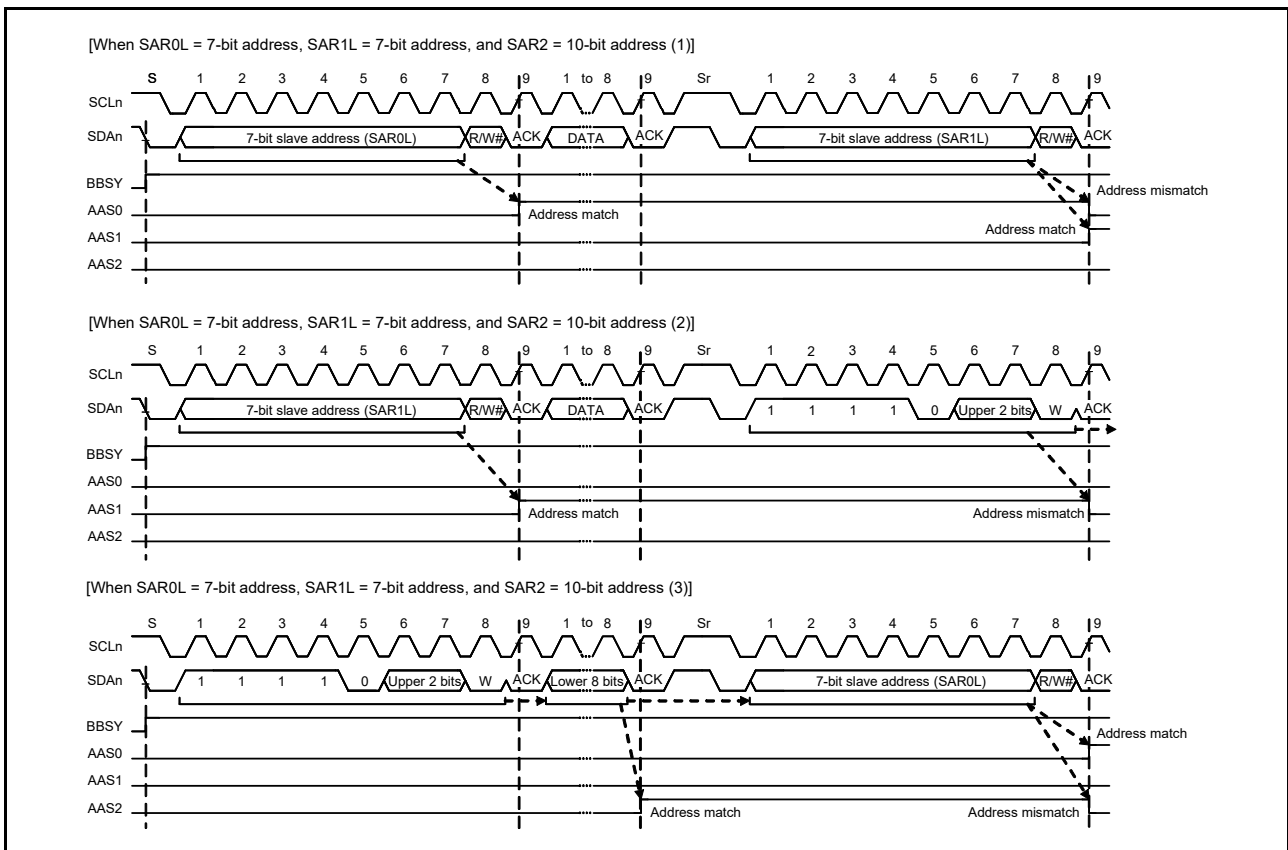 [When SAR0L = 7-bit address, SAR1L = 7-bit address, and SAR2 = 10-bit address (1)]
S 1 2 3 4 5 6 7 8 9 1 to 8 9 Sr 1 2 3 4 5 6 7 8 9
SCLn
SDAn 7-bit slave address (SAR0L) R/W# ACK DATA ACK 7-bit slave address (SAR1L) R/W# ACK
BBSY
Address mismatch
AAS0 Address match
AAS1 Address match
AAS2
[When SAR0L = 7-bit address, SAR1L = 7-bit address, and SAR2 = 10-bit address (2)]
S 1 2 3 4 5 6 7 8 9 1 to 8 9 Sr 1 2 3 4 5 6 7 8 9
SCLn
SDAn 7-bit slave address (SAR1L) R/W# ACK DATA ACK 1 1 1 1 0 Upper 2 bits W ACK
BBSY
AAS0
AAS1 Address match Address mismatch
AAS2
[When SAR0L = 7-bit address, SAR1L = 7-bit address, and SAR2 = 10-bit address (3)]
S 1 2 3 4 5 6 7 8 9 1 to 8 9 Sr 1 2 3 4 5 6 7 8 9
SCLn
SDAn 1 1 1 1 0 Upper 2 bits W ACK Lower 8 bits ACK 7-bit slave address (SAR0L) R/W# ACK
BBSY
Address match
AAS0
AAS1
AAS2 Address match Address mismatch